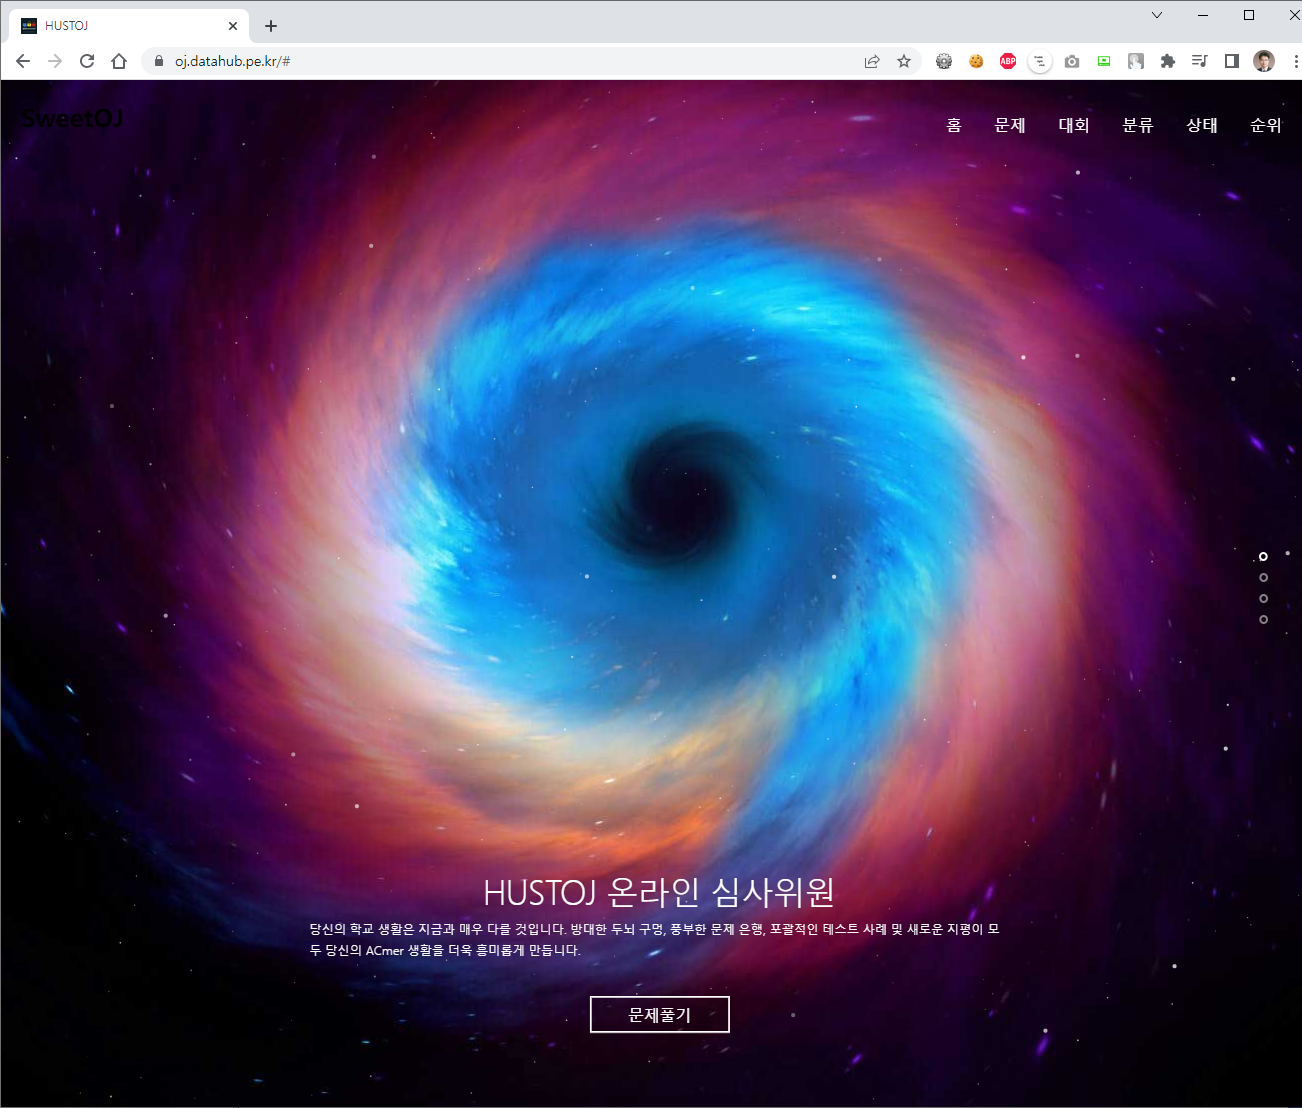 HUSTOJ
oj.datahub.pe.kr/#
ABP
SweetOJ
홈 문제 대회 분류 상태 순위
HUSTOJ 온라인 심사위원
당신의 학교 생활은 지금과 매우 다를 것입니다. 방대한 두뇌 구멍, 풍부한 문제 은행, 포괄적인 테스트 사례 및 새로운 지평이 모
두 당신의 ACmer 생활을 더욱 흥미롭게 만듭니다.
문제풀기